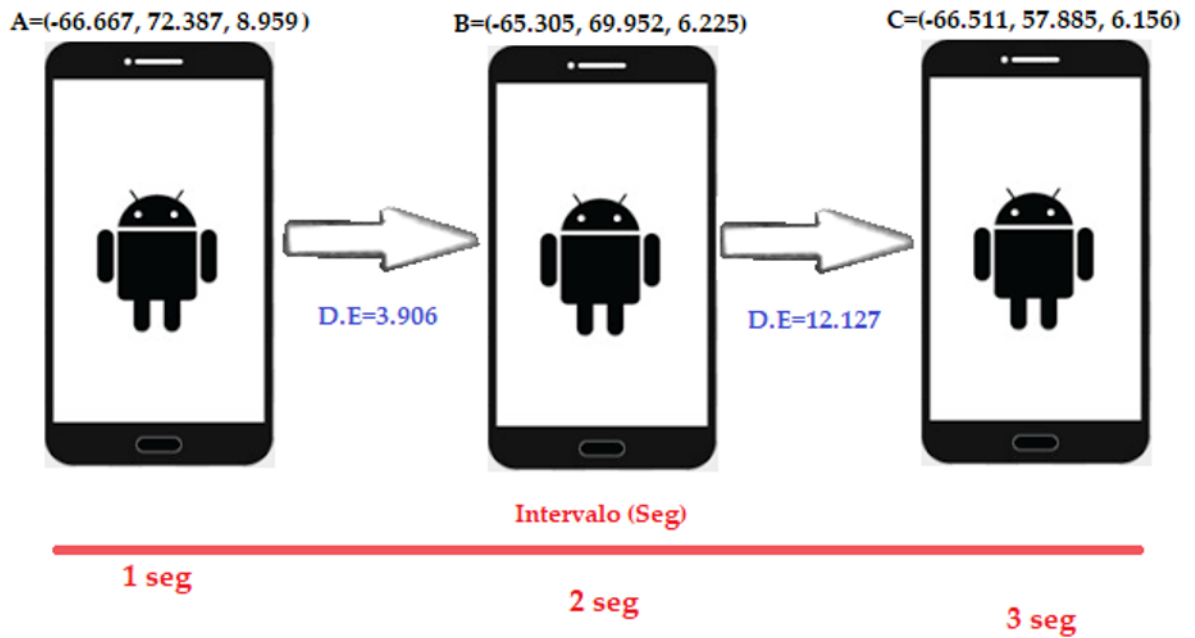 A=(-66.667, 72.387, 8.959 )
B=(-65.305, 69.952, 6.225)
C=(-66.511, 57.885, 6.156)
D.E=3.906
D.E=12.127
Intervalo (Seg)
1 seg
2 seg
3 seg